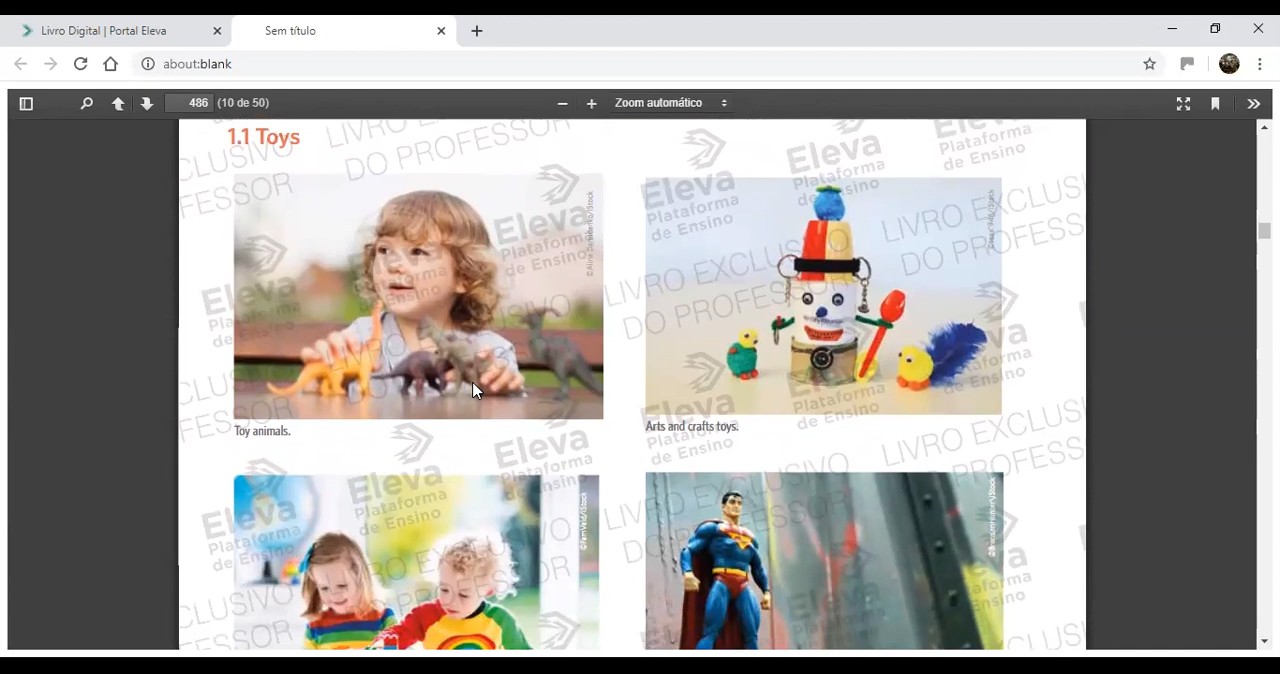 Livro Digital | Portal Eleva
Sem título
about:blank
486 (10 de 50)
Zoom automático
1.1 Toys
Toy animals.
Arts and crafts toys.
LIVRO EXCLUSIVO
DO PROFESSOR
Eleva
Plataforma
de Ensino